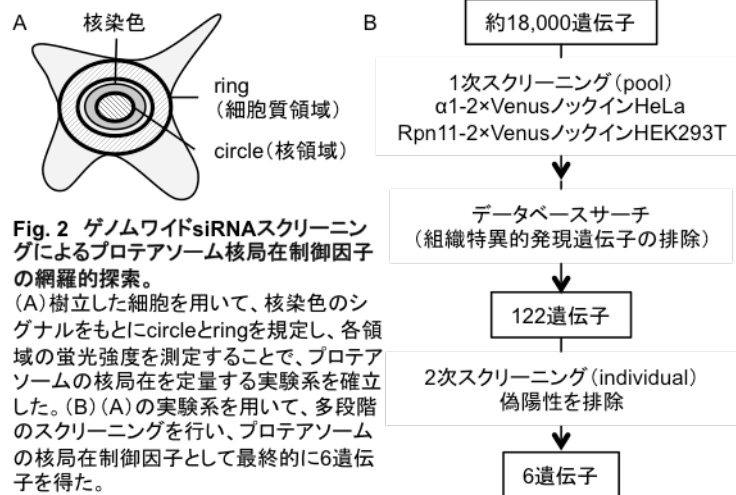 A
核染色
ring
(細胞質領域)
circle(核領域)
Fig. 2 ゲノムワイドsiRNAスクリーニン
グによるプロテアソーム核局在制御因子
の網羅的探索。
(A)樹立した細胞を用いて、核染色のシ
グナルをもとにcircleとringを規定し、各領
域の蛍光強度を測定することで、プロテア
ソームの核局在を定量する実験系を確立
した。(B)(A)の実験系を用いて、多段階
のスクリーニングを行い、プロテアソーム
の核局在制御因子として最終的に6遺伝
子を得た。
B
約18,000遺伝子
1次スクリーニング(pool)
α1-2×VenusノックインHeLa
Rpn11-2×VenusノックインHEK293T
データベースサーチ
(組織特異的発現遺伝子の排除)
122遺伝子
2次スクリーニング(individual)
偽陽性を排除
6遺伝子